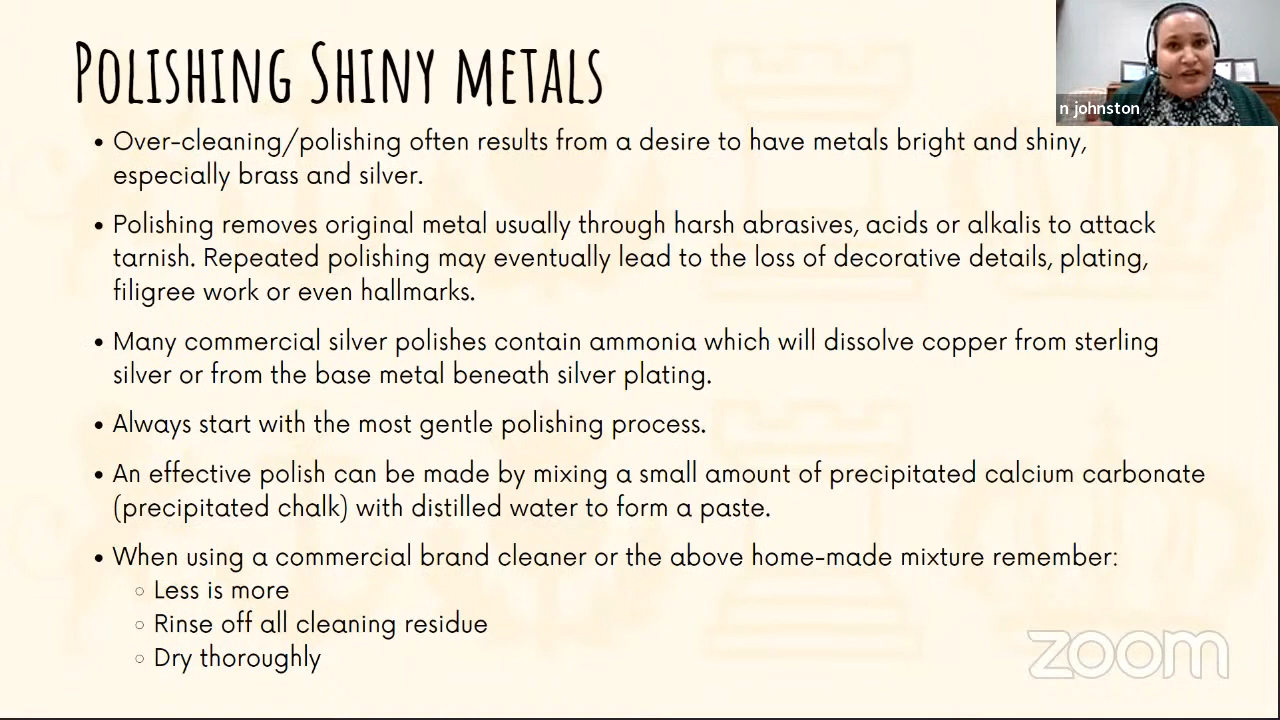 Polishing Shiny metals
n johnston
• Over-cleaning/polishing often results from a desire to have metals bright and shiny,
especially brass and silver.
• Polishing removes original metal usually through harsh abrasives, acids or alkalis to attack
tarnish. Repeated polishing may eventually lead to the loss of decorative details, plating,
filigree work or even hallmarks.
• Many commercial silver polishes contain ammonia which will dissolve copper from sterling
silver or from the base metal beneath silver plating.
• Always start with the most gentle polishing process.
• An effective polish can be made by mixing a small amount of precipitated calcium carbonate
(precipitated chalk) with distilled water to form a paste.
• When using a commercial brand cleaner or the above home-made mixture remember:
◦ Less is more
◦ Rinse off all cleaning residue
◦ Dry thoroughly
zoom